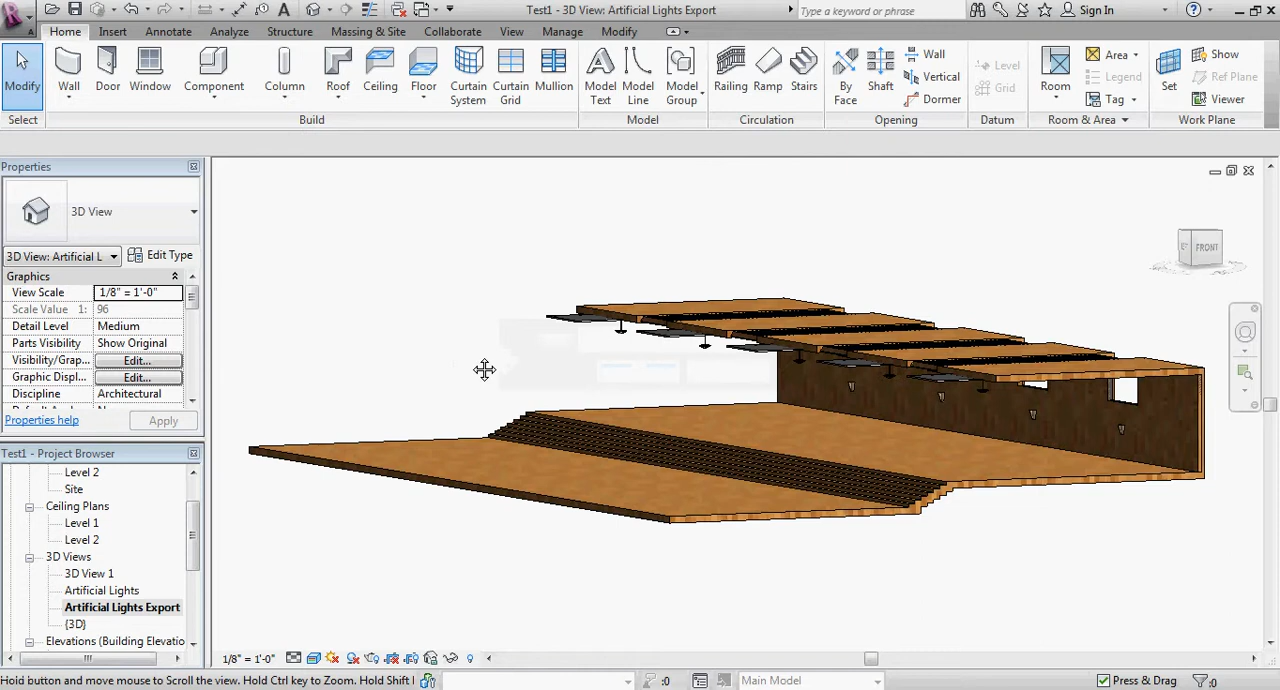 Test1 - 3D View: Artificial Lights Export
Type a keyword or phrase
Sign In
Home Insert Annotate Analyze Structure Massing & Site Collaborate View Manage Modify
Modify Wall Door Window Component Column Roof Ceiling Floor Curtain System Curtain Grid Mullion Model Text Model Line Model Group Railing Ramp Stairs By Face Shaft Wall Vertical Dormer Level Grid Room Area Legend Tag Set Show Ref Plane Viewer
Select Build Model Circulation Opening Datum Room & Area Work Plane
Properties
3D View
3D View: Artificial L Edit Type
Graphics
View Scale 1/8" = 1'-0"
Scale Value 1: 96
Detail Level Medium
Parts Visibility Show Original
Visibility/Grap... Edit...
Graphic Displ... Edit...
Discipline Architectural
Properties help Apply
Test1 - Project Browser
Level 2
Site
Ceiling Plans
Level 1
Level 2
3D Views
3D View 1
Artificial Lights
Artificial Lights Export
{3D}
Elevations (Building Elevatio
FRONT
1/8" = 1'-0"
Hold button and move mouse to Scroll the view. Hold Ctrl key to Zoom. Hold Shift l
:0 Main Model Press & Drag :0